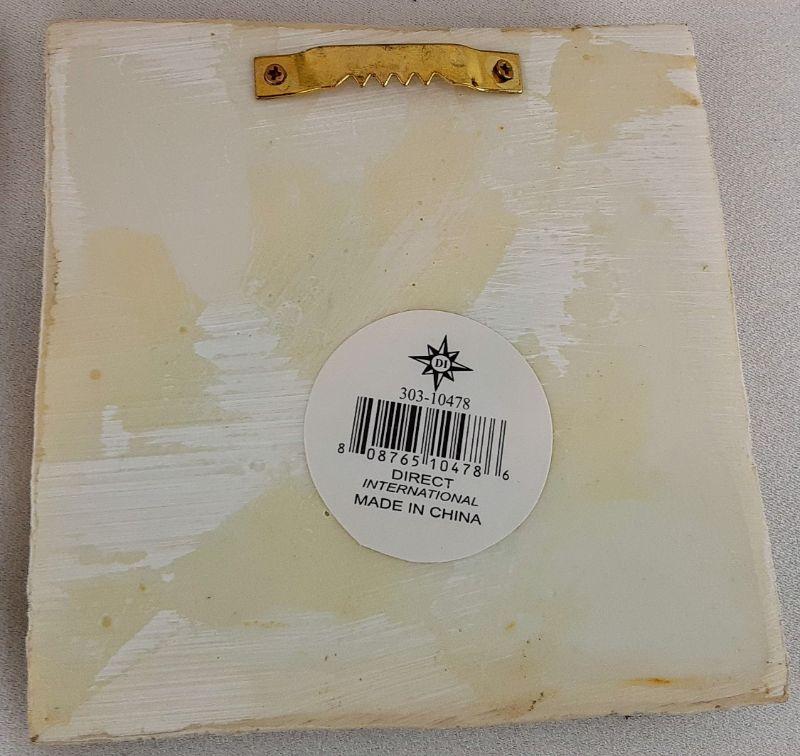 DI
303-10478
8 08765 10478 6
DIRECT
INTERNATIONAL
MADE IN CHINA